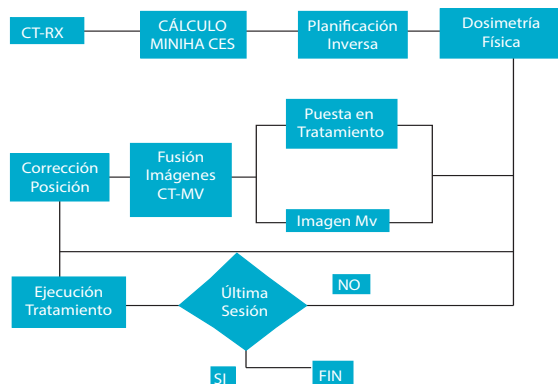 CT-RX
CÁLCULO
MINIHA CES
Planificación
Inversa
Dosimetría
Física
Puesta en
Tratamiento
Corrección
Posición
Fusión
Imágenes
CT-MV
Imagen Mv
Ejecución
Tratamiento
Última
Sesión
NO
SI
FIN